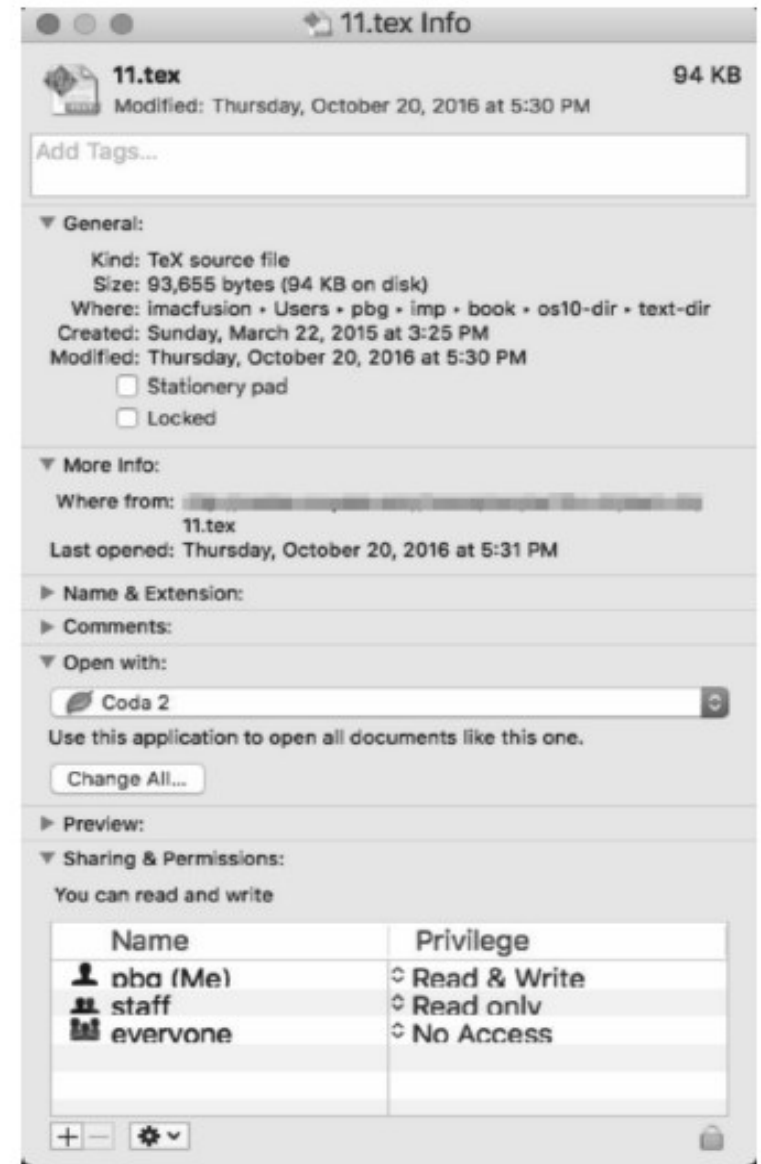 11.tex Info
11.tex 94 KB
Modified: Thursday, October 20, 2016 at 5:30 PM
Add Tags...
General:
Kind: TeX source file
Size: 93,655 bytes (94 KB on disk)
Where: imacfusion • Users • pbg • imp • book • os10-dir • text-dir
Created: Sunday, March 22, 2015 at 3:25 PM
Modified: Thursday, October 20, 2016 at 5:30 PM
Stationery pad
Locked
More Info:
Where from:
11.tex
Last opened: Thursday, October 20, 2016 at 5:31 PM
Name & Extension:
Comments:
Open with:
Coda 2
Use this application to open all documents like this one.
Change All...
Preview:
Sharing & Permissions:
You can read and write
Name Privilege
pbg (Me) Read & Write
staff Read only
everyone No Access